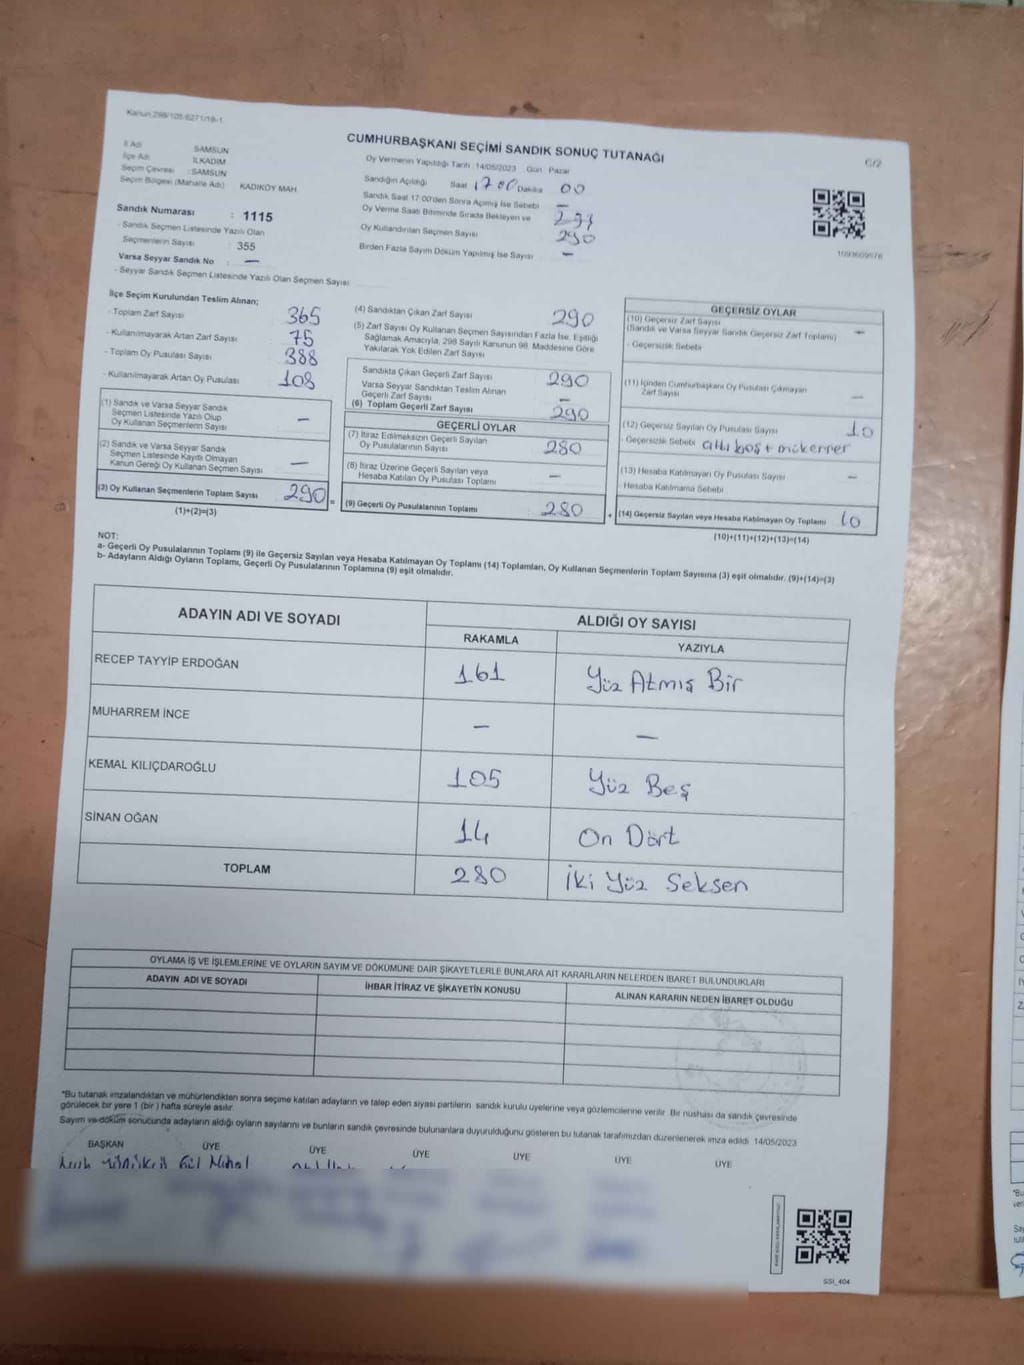 Kanun:298/105-6271/18-1
CUMHURBAŞKANI SEÇİMİ SANDIK SONUÇ TUTANAĞI
C/2
İl Adı : SAMSUN
İlçe Adı : İLKADIM
Seçim Çevresi : SAMSUN
Seçim Bölgesi (Mahalle Adı) KADIKÖY MAH
Oy Vermenin Yapıldığı Tarih : 14/05/2023 Gün : Pazar
Sandığın Açıldığı Saat 17 00 Dakika 00
Sandık Saat 17:00'den Sonra Açılmış İse Sebebi —
Oy Verme Saati Bitiminde Sırada Bekleyen ve
Oy Kullandırılan Seçmen Sayısı 290
Birden Fazla Sayım Döküm Yapılmış İse Sayısı —
Sandık Numarası : 1115
- Sandık Seçmen Listesinde Yazılı Olan
Seçmenlerin Sayısı : 355
Varsa Seyyar Sandık No : —
- Seyyar Sandık Seçmen Listesinde Yazılı Olan Seçmen Sayısı
İlçe Seçim Kurulundan Teslim Alınan;
- Toplam Zarf Sayısı 365
- Kullanılmayarak Artan Zarf Sayısı 75
- Toplam Oy Pusulası Sayısı 388
- Kullanılmayarak Artan Oy Pusulası 108
(1) Sandık ve Varsa Seyyar Sandık
Seçmen Listesinde Yazılı Olup
Oy Kullanan Seçmenlerin Sayısı —
(2) Sandık ve Varsa Seyyar Sandık
Seçmen Listesinde Kayıtlı Olmayan
Kanun Gereği Oy Kullanan Seçmen Sayısı —
(3) Oy Kullanan Seçmenlerin Toplam Sayısı 290 =
(1)+(2)=(3)
(4) Sandıktan Çıkan Zarf Sayısı 290
(5) Zarf Sayısı Oy Kullanan Seçmen Sayısından Fazla İse, Eşitliği
Sağlamak Amacıyla, 298 Sayılı Kanunun 98. Maddesine Göre
Yakılarak Yok Edilen Zarf Sayısı
Sandıkta Çıkan Geçerli Zarf Sayısı 290
Varsa Seyyar Sandıktan Teslim Alınan
Geçerli Zarf Sayısı —
(6) Toplam Geçerli Zarf Sayısı 290
GEÇERLİ OYLAR
(7) İtiraz Edilmeksizin Geçerli Sayılan
Oy Pusulalarının Sayısı 280
(8) İtiraz Üzerine Geçerli Sayılan veya
Hesaba Katılan Oy Pusulası Toplamı —
(9) Geçerli Oy Pusulalarının Toplamı 280 +
GEÇERSİZ OYLAR
(10) Geçersiz Zarf Sayısı
(Sandık ve Varsa Seyyar Sandık Geçersiz Zarf Toplamı) —
- Geçersizlik Sebebi
(11) İçinden Cumhurbaşkanı Oy Pusulası Çıkmayan
Zarf Sayısı —
(12) Geçersiz Sayılan Oy Pusulası Sayısı 10
- Geçersizlik Sebebi altı boş + mükerrer
(13) Hesaba Katılmayan Oy Pusulası Sayısı —
Hesaba Katılmama Sebebi
(14) Geçersiz Sayılan veya Hesaba Katılmayan Oy Toplamı 10
(10)+(11)+(12)+(13)=(14)
NOT:
a- Geçerli Oy Pusulalarının Toplamı (9) ile Geçersiz Sayılan veya Hesaba Katılmayan Oy Toplamı (14) Toplamları, Oy Kullanan Seçmenlerin Toplam Sayısına (3) eşit olmalıdır. (9)+(14)=(3)
b- Adayların Aldığı Oyların Toplamı, Geçerli Oy Pusulalarının Toplamına (9) eşit olmalıdır.
ADAYIN ADI VE SOYADI ALDIĞI OY SAYISI
RAKAMLA YAZIYLA
RECEP TAYYİP ERDOĞAN 161 Yüz Atmış Bir
MUHARREM İNCE — —
KEMAL KILIÇDAROĞLU 105 Yüz Beş
SİNAN OĞAN 14 On Dört
TOPLAM 280 İki Yüz Seksen
OYLAMA İŞ VE İŞLEMLERİNE VE OYLARIN SAYIM VE DÖKÜMÜNE DAİR ŞİKAYETLERLE BUNLARA AİT KARARLARIN NELERDEN İBARET BULUNDUKLARI
ADAYIN ADI VE SOYADI İHBAR İTİRAZ VE ŞİKAYETİN KONUSU ALINAN KARARIN NEDEN İBARET OLDUĞU
*Bu tutanak imzalandıktan ve mühürlendikten sonra seçime katılan adayların ve talep eden siyasi partilerin sandık kurulu üyelerine veya gözlemcilerine verilir. Bir nüshası da sandık çevresinde
görülecek bir yere 1 (bir ) hafta süreyle asılır.
Sayım ve döküm sonucunda adayların aldığı oyların sayılarını ve bunların sandık çevresinde bulunanlara duyurulduğunu gösteren bu tutanak tarafımızdan düzenlenerek imza edildi. 14/05/2023
BAŞKAN ÜYE ÜYE ÜYE ÜYE ÜYE ÜYE
SSI_404